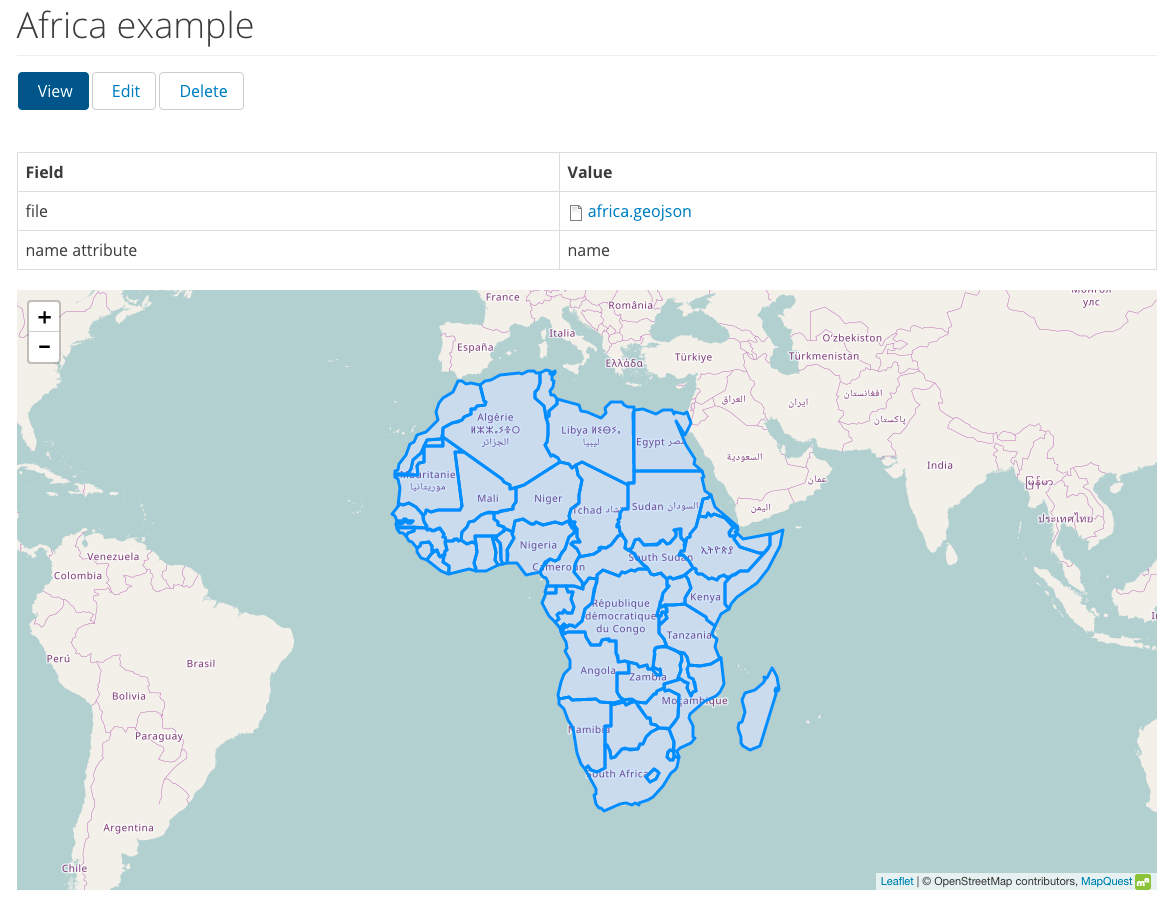 Africa example
View Edit Delete
Field Value
file africa.geojson
name attribute name
+
−
France
România
Italia
España
Ελλάδα
Türkiye
Oʻzbekiston
Türkmenistan
улс
افغانستان
العراق
ایران
پاکستان
Algérie
ⵍⵣⵣⴰⵢⴻⵔ
الجزائر
Libya ⵍⵉⴱⵢⴰ
ليبيا
Egypt مصر
السعودية
India
عمان
Mauritanie
موريتانيا
Mali
Niger
Tchad تشاد
Sudan السودان
اليمن
မြန်မာ
ประเทศไทย
Nigeria
South Sudan
ኢትዮጵያ
Cameroun
Venezuela
Colombia
Kenya
République
démocratique
du Congo
Tanzania
Perú
Brasil
Angola
Zambia
Bolivia
Moçambique
Paraguay
Namibia
South Africa
Argentina
Chile
Leaflet | © OpenStreetMap contributors, MapQuest